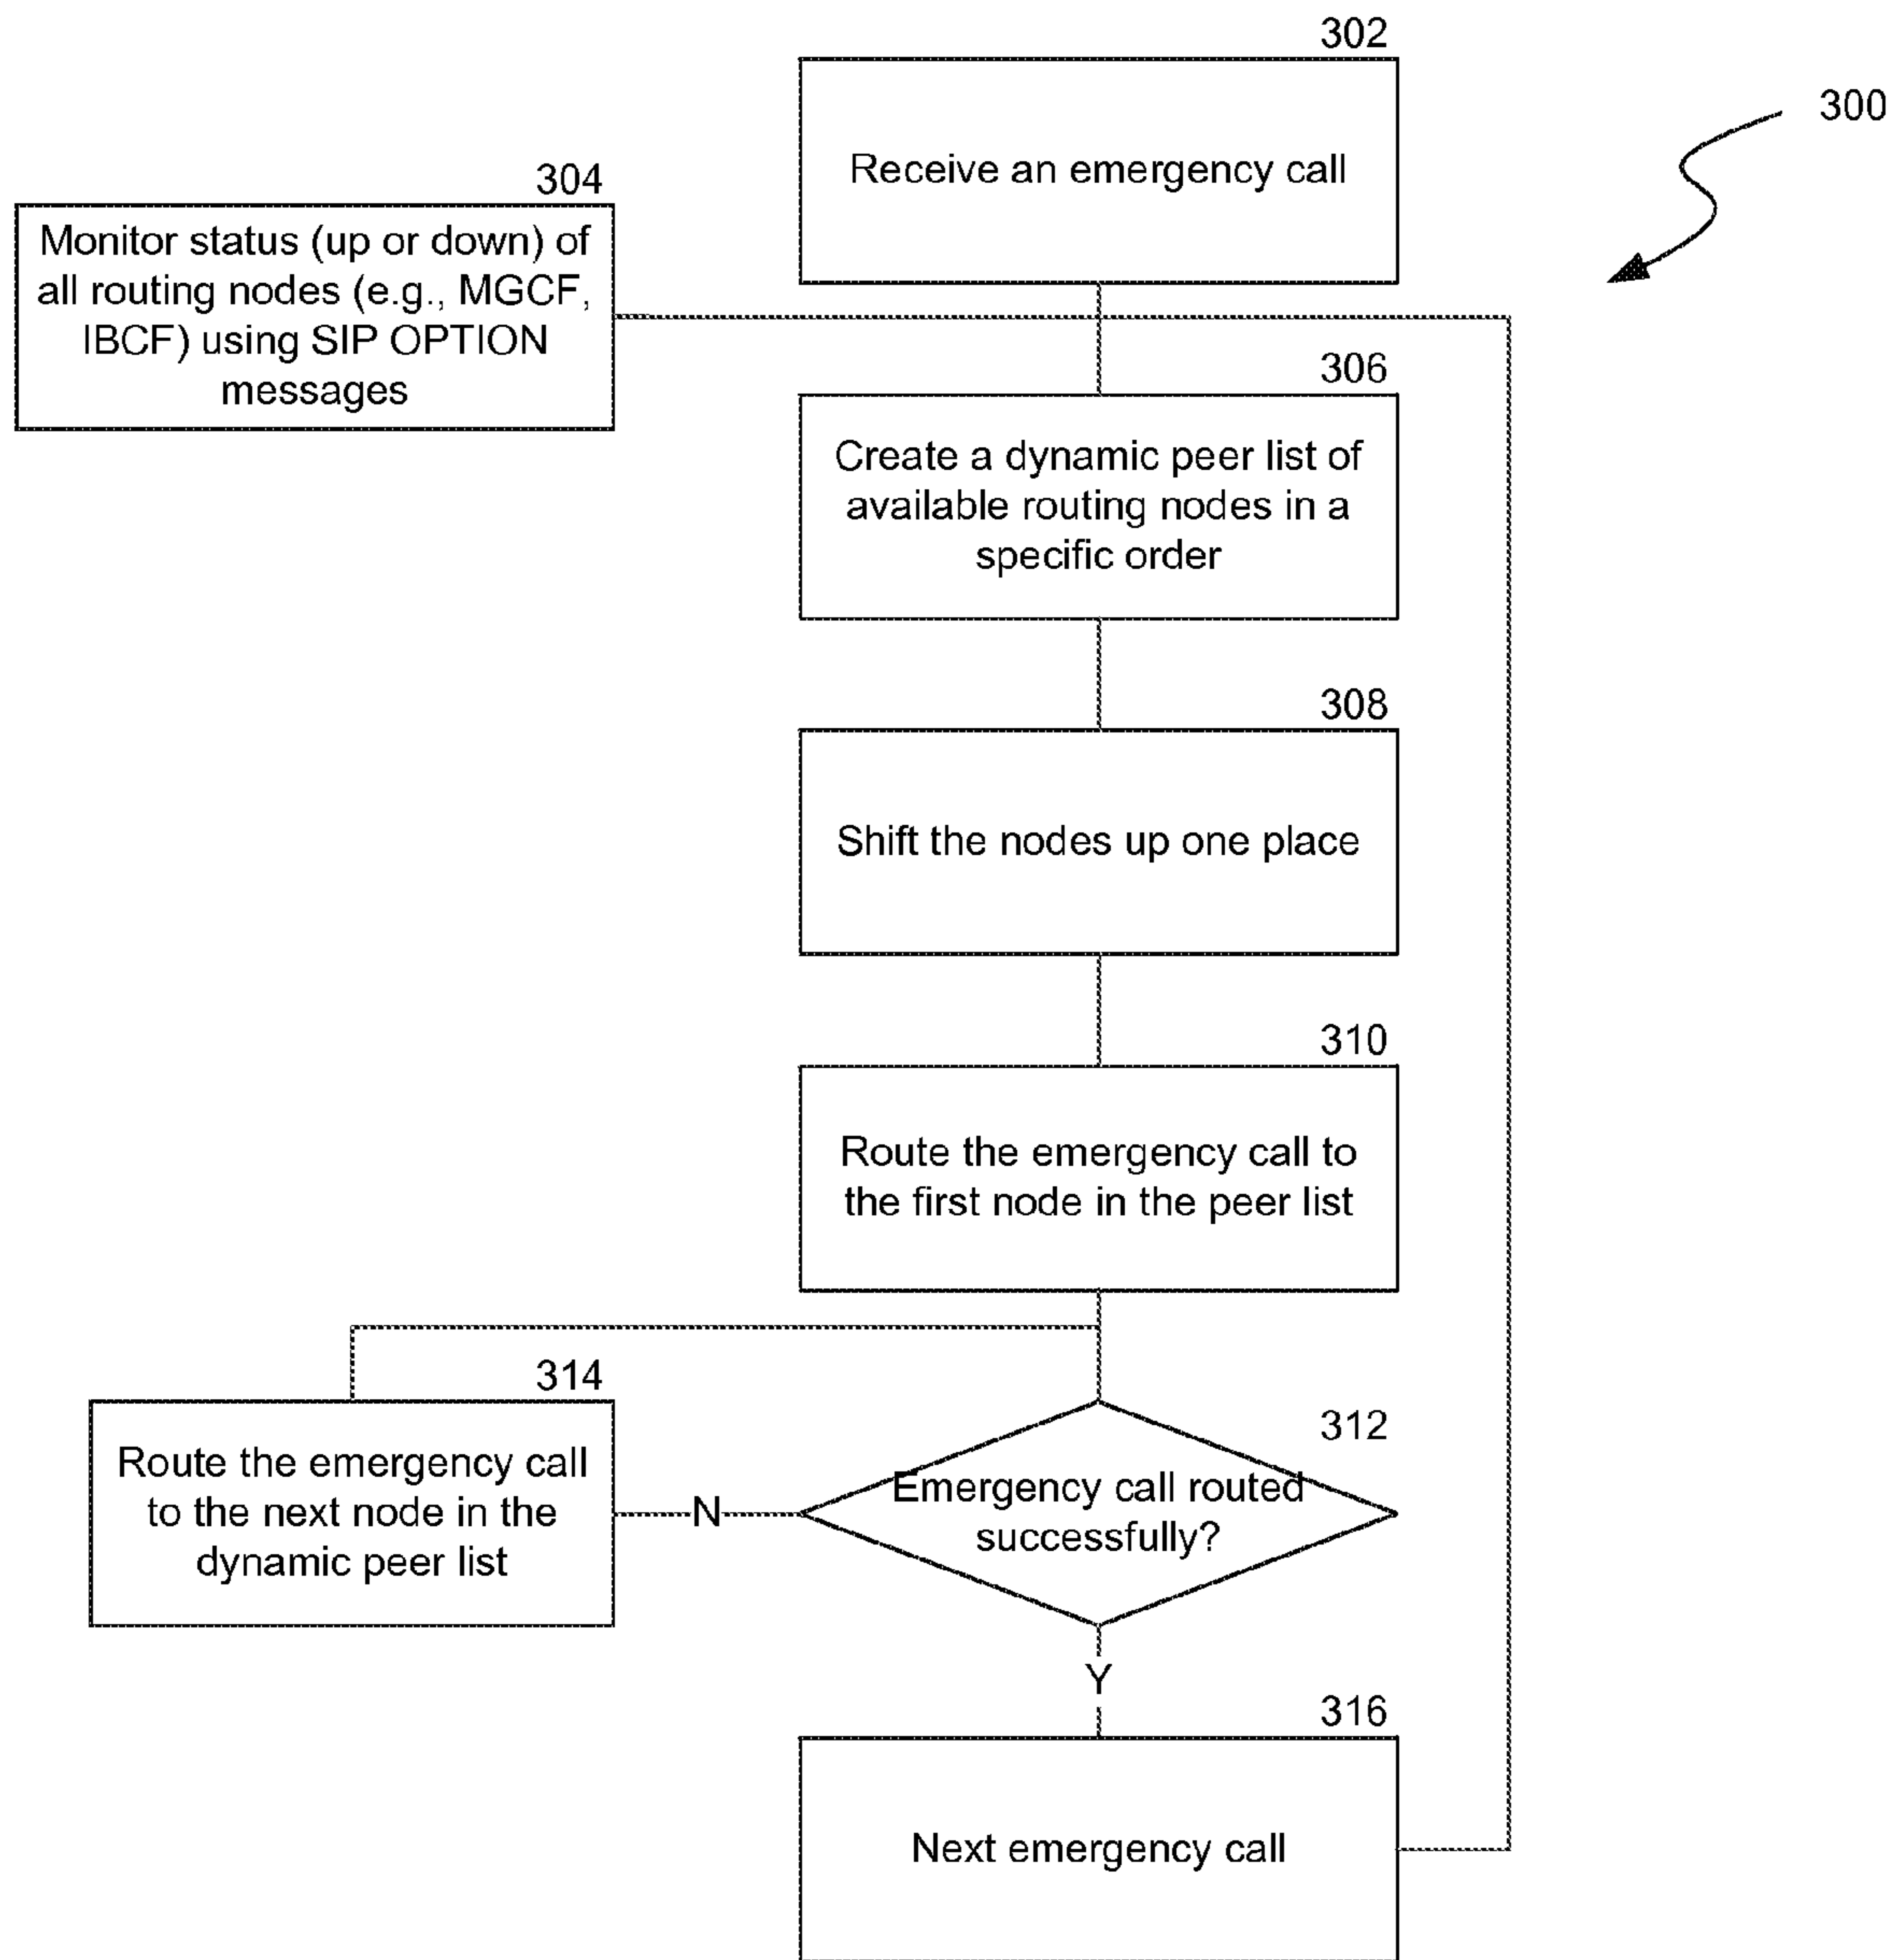 302
Receive an emergency call
300
304
Monitor status (up or down) of
all routing nodes (e.g., MGCF,
IBCF) using SIP OPTION
messages
306
Create a dynamic peer list of
available routing nodes in a
specific order
308
Shift the nodes up one place
310
Route the emergency call to
the first node in the peer list
314
Route the emergency call
to the next node in the
dynamic peer list
N
312
Emergency call routed
successfully?
Y
316
Next emergency call